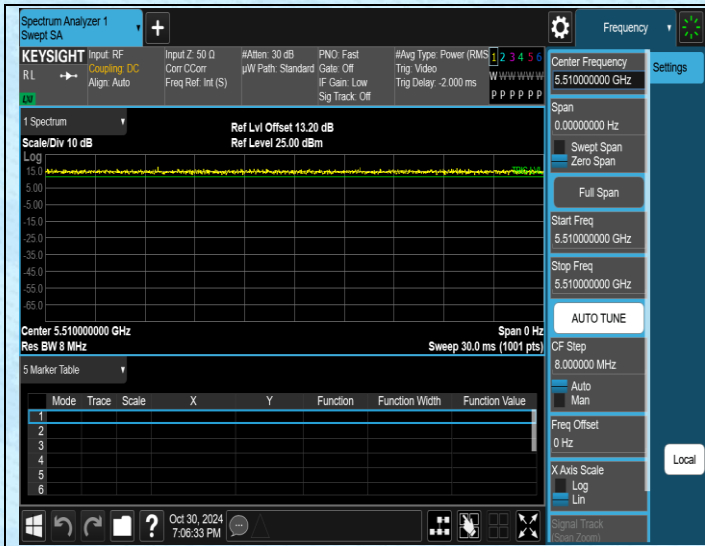 Spectrum Analyzer 1
Swept SA
+
Frequency
KEYSIGHT
RL
LXI
Input: RF
Coupling: DC
Align: Auto
Input Z: 50 Ω
Corr CCorr
Freq Ref: Int (S)
#Atten: 30 dB
µW Path: Standard
PNO: Fast
Gate: Off
IF Gain: Low
Sig Track: Off
#Avg Type: Power (RMS
Trig: Video
Trig Delay: -2.000 ms
1 2 3 4 5 6
W W W W W W
P P P P P P
1 Spectrum
Scale/Div 10 dB
Ref Lvl Offset 13.20 dB
Ref Level 25.00 dBm
Log
15.0
5.00
-5.00
-15.0
-25.0
-35.0
-45.0
-55.0
-65.0
Center 5.510000000 GHz
Res BW 8 MHz
Span 0 Hz
Sweep 30.0 ms (1001 pts)
5 Marker Table
Mode Trace Scale X Y Function Function Width Function Value
1
2
3
4
5
6
Oct 30, 2024
7:06:33 PM
?
Center Frequency
5.510000000 GHz
Span
0.00000000 Hz
Swept Span
Zero Span
Full Span
Start Freq
5.510000000 GHz
Stop Freq
5.510000000 GHz
AUTO TUNE
CF Step
8.000000 MHz
Auto
Man
Freq Offset
0 Hz
X Axis Scale
Log
Lin
Signal Track
(Span Zoom)
Settings
Local